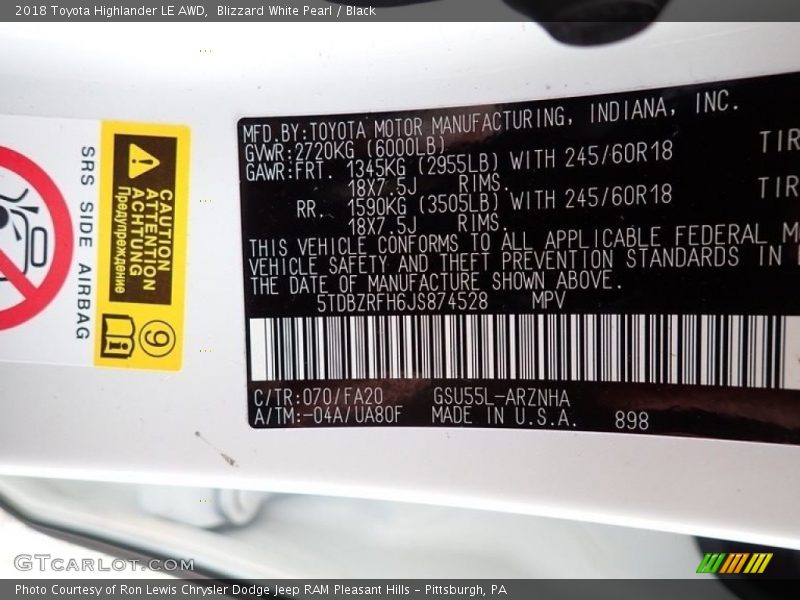 2018 Toyota Highlander LE AWD,  Blizzard White Pearl / Black
MFD.BY:TOYOTA MOTOR MANUFACTURING, INDIANA, INC.
GVWR:2720KG (6000LB)
GAWR:FRT. 1345KG (2955LB) WITH 245/60R18 TIR
18X7.5J RIMS.
RR. 1590KG (3505LB) WITH 245/60R18 TIR
18X7.5J RIMS.
THIS VEHICLE CONFORMS TO ALL APPLICABLE FEDERAL M
VEHICLE SAFETY AND THEFT PREVENTION STANDARDS IN
THE DATE OF MANUFACTURE SHOWN ABOVE.
5TDBZRFH6JS874528 MPV
C/TR:070/FA20 GSU55L-ARZNHA
A/TM:-04A/UA80F MADE IN U.S.A. 898
SRS SIDE AIRBAG
CAUTION
ATTENTION
ACHTUNG
Предупреждение
9
GTCARLOT.COM
Photo Courtesy of Ron Lewis Chrysler Dodge Jeep RAM Pleasant Hills - Pittsburgh, PA